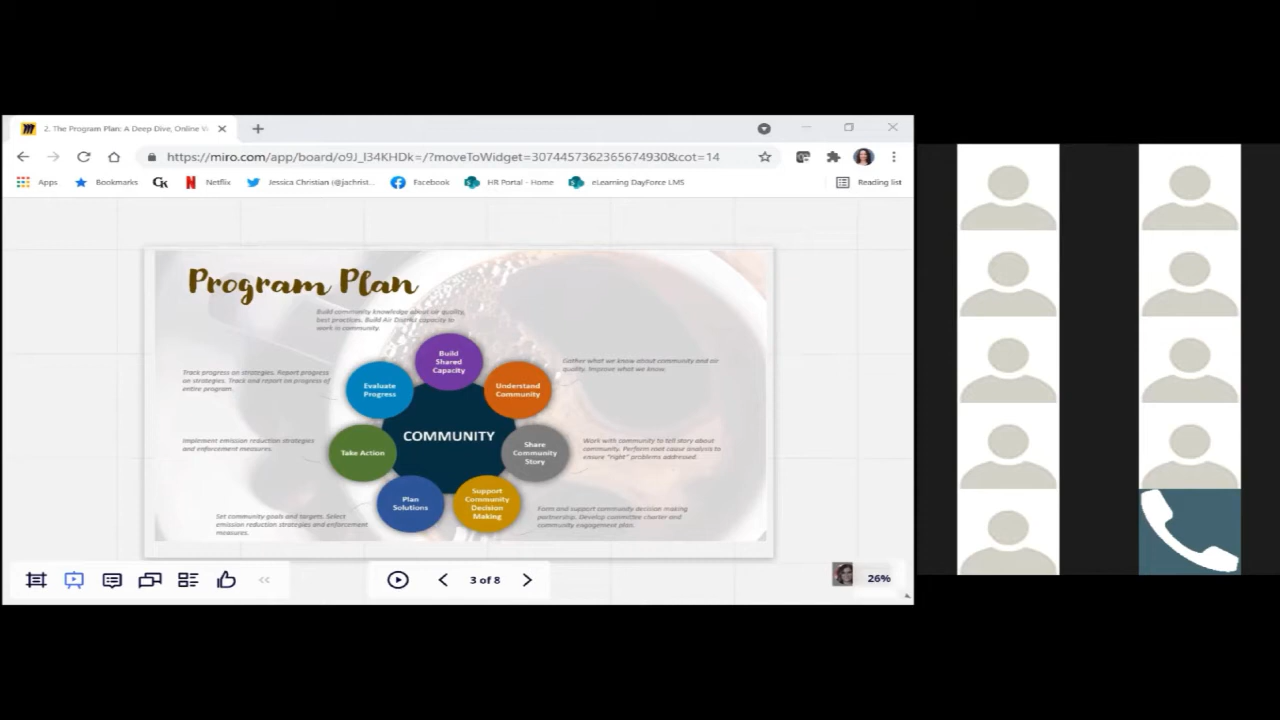 2. The Program Plan: A Deep Dive, Online V
https://miro.com/app/board/o9J_l34KHDk=/?moveToWidget=3074457362365674930&cot=14
Apps Bookmarks Netflix Jessica Christian (@jachrist... Facebook HR Portal - Home eLearning DayForce LMS Reading list
Program Plan
Build community knowledge about air quality,
best practices. Build Air District capacity to
work in community.
Build
Shared
Capacity
Gather what we know about community and air
quality. Improve what we know.
Track progress on strategies. Report progress
on strategies. Track and report on progress of
entire program.
Evaluate
Progress
Understand
Community
COMMUNITY
Implement emission reduction strategies
and enforcement measures.
Take Action
Share
Community
Story
Work with community to tell story about
community. Perform root cause analysis to
ensure "right" problems addressed.
Plan
Solutions
Support
Community
Decision
Making
Set community goals and targets. Select
emission reduction strategies and enforcement
measures.
Form and support community decision making
partnership. Develop committee charter and
community engagement plan.
3 of 8
26%